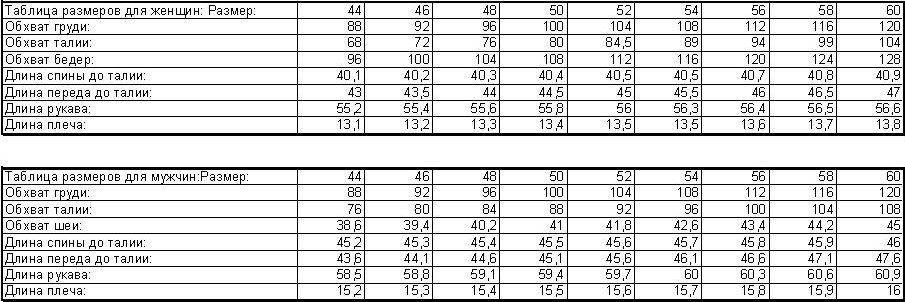 Таблица размеров для женщин: Размер: 44 46 48 50 52 54 56 58 60
Обхват груди: 88 92 96 100 104 108 112 116 120
Обхват талии: 68 72 76 80 84,5 89 94 99 104
Обхват бедер: 96 100 104 108 112 116 120 124 128
Длина спины до талии: 40,1 40,2 40,3 40,4 40,5 40,5 40,7 40,8 40,9
Длина переда до талии: 43 43,5 44 44,5 45 45,5 46 46,5 47
Длина рукава: 55,2 55,4 55,6 55,8 56 56,3 56,4 56,5 56,6
Длина плеча: 13,1 13,2 13,3 13,4 13,5 13,5 13,6 13,7 13,8
Таблица размеров для мужчин:Размер: 44 46 48 50 52 54 56 58 60
Обхват груди: 88 92 96 100 104 108 112 116 120
Обхват талии: 76 80 84 88 92 96 100 104 108
Обхват шеи: 38,6 39,4 40,2 41 41,8 42,6 43,4 44,2 45
Длина спины до талии: 45,2 45,3 45,4 45,5 45,6 45,7 45,8 45,9 46
Длина переда до талии: 43,6 44,1 44,6 45,1 45,6 46,1 46,6 47,1 47,6
Длина рукава: 58,5 58,8 59,1 59,4 59,7 60 60,3 60,6 60,9
Длина плеча: 15,2 15,3 15,4 15,5 15,6 15,7 15,8 15,9 16